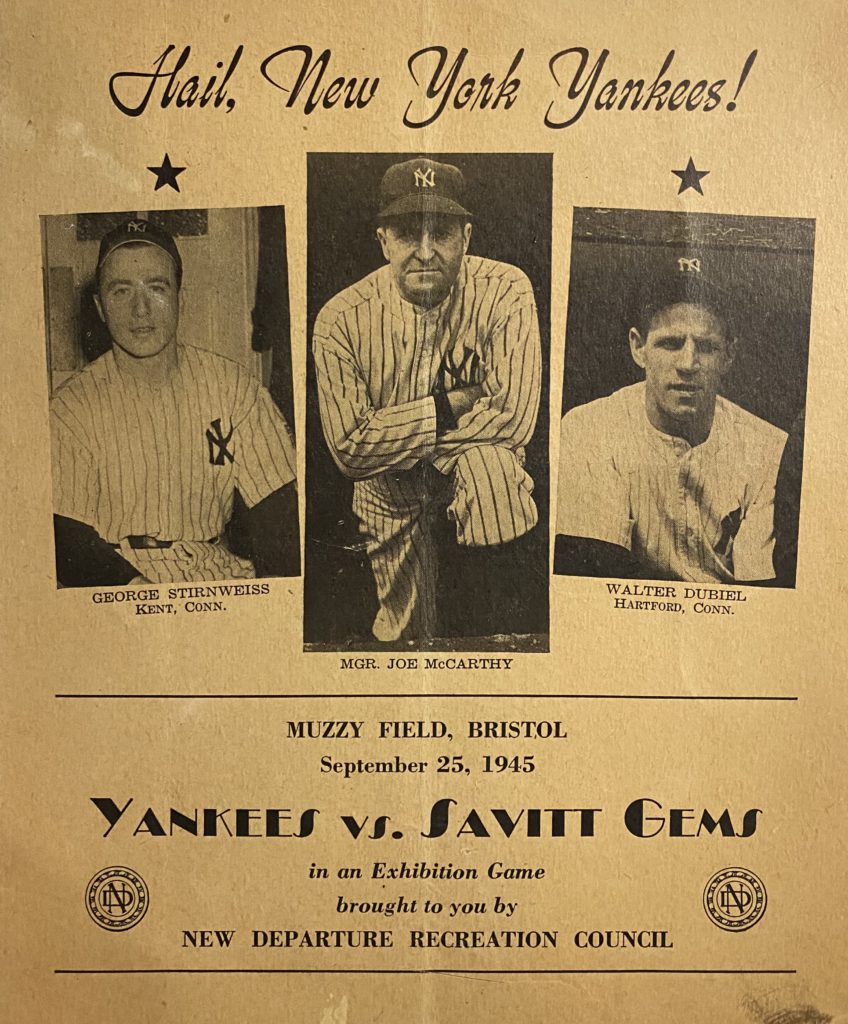 Hail, New York Yankees!
GEORGE STIRNWEISS
KENT, CONN.
WALTER DUBIEL
HARTFORD, CONN.
MGR. JOE McCARTHY
MUZZY FIELD, BRISTOL
September 25, 1945
YANKEES vs. SAVITT GEMS
in an Exhibition Game
brought to you by
NEW DEPARTURE RECREATION COUNCIL